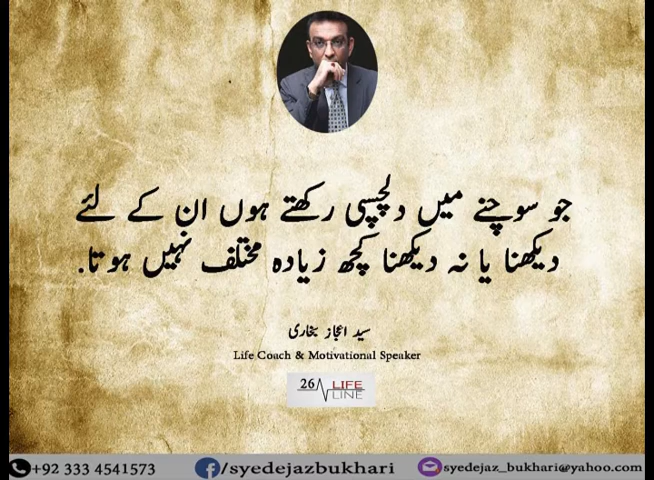 جو سوچنے میں دلچسپی رکھتے ہوں ان کے لئے
دیکھنا یا نہ دیکھنا کچھ زیادہ مختلف نہیں ہوتا.
سید اعجاز بخاری
Life Coach & Motivational Speaker
26 LIFE
LINE
+92 333 4541573 /syedejazbukhari syedejaz_bukhari@yahoo.com